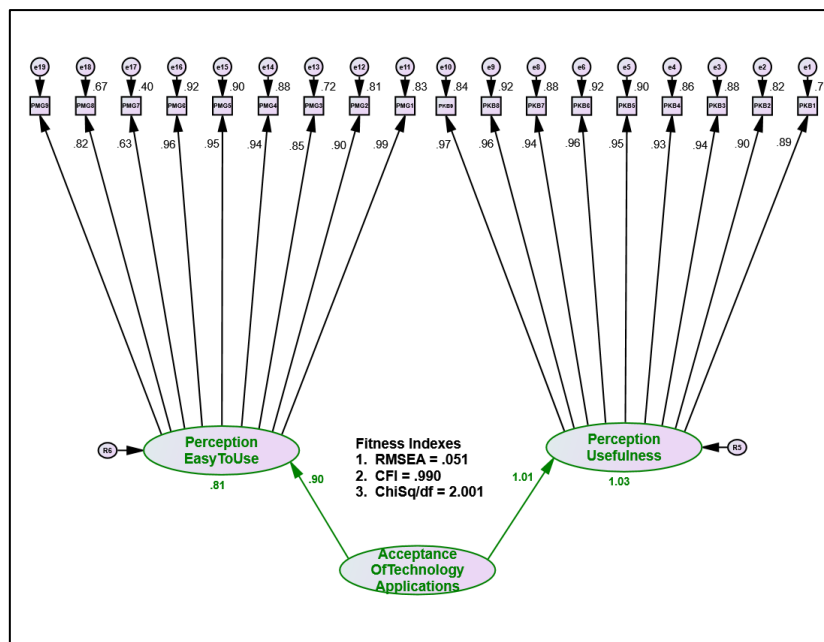 e19 e18 e17 e16 e15 e14 e13 e12 e11 e10 e9 e8 e6 e5 e4 e3 e2 e1
.67 .40 .92 .90 .88 .72 .81 .83 .84 .92 .88 .92 .90 .86 .88 .82 .7
PMG9 PMG8 PMG7 PMG6 PMG5 PMG4 PMG3 PMG2 PMG1 PKB9 PKB8 PKB7 PKB6 PKB5 PKB4 PKB3 PKB2 PKB1
.82 .63 .96 .95 .94 .85 .90 .99 .97 .96 .94 .96 .95 .93 .94 .90 .89
R6
Perception
EasyToUse
.81
Fitness Indexes
1. RMSEA = .051
2. CFI = .990
3. ChiSq/df = 2.001
Perception
Usefulness
1.03
R5
.90
1.01
Acceptance
OfTechnology
Applications